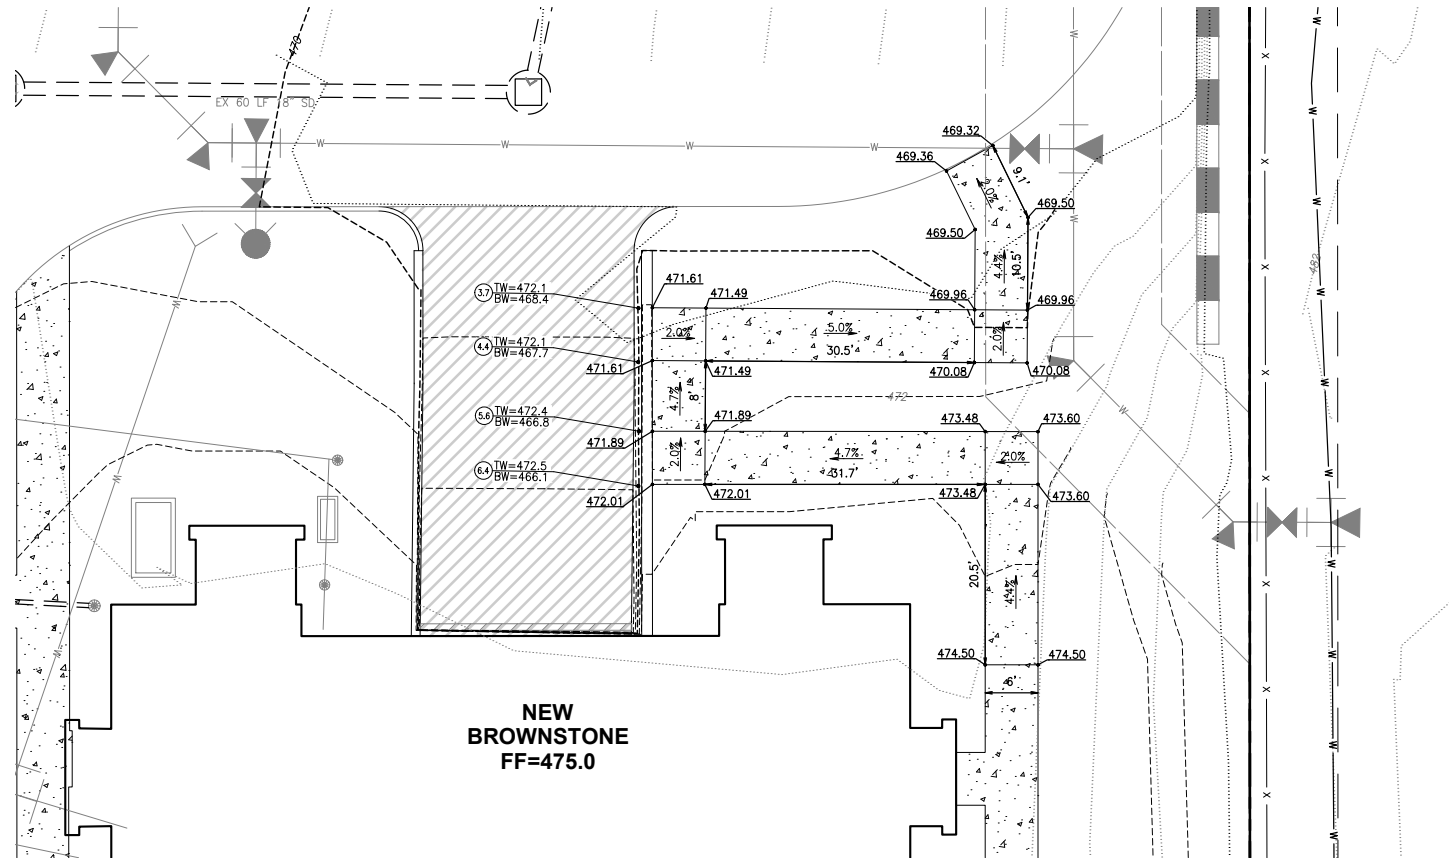 470
EX 60 LF 18" SD
W
W
W
W
W
W
X
W
469.32
469.36
9.1'
2.0%
469.50
469.50
4.4%
10.5'
482
471.61
471.49
469.96
469.96
3.7
TW=472.1
BW=468.4
2.0%
5.0%
30.5'
2.0%
4.4
TW=472.1
BW=467.7
471.61
471.49
470.08
470.08
4.7%
8'
472
5.6
TW=472.4
BW=466.8
471.89
471.89
473.48
473.60
2.0%
4.7%
31.7'
2.0%
6.4
TW=472.5
BW=466.1
472.01
472.01
473.48
473.60
20.5'
4.4%
474.50
474.50
6'
NEW
BROWNSTONE
FF=475.0